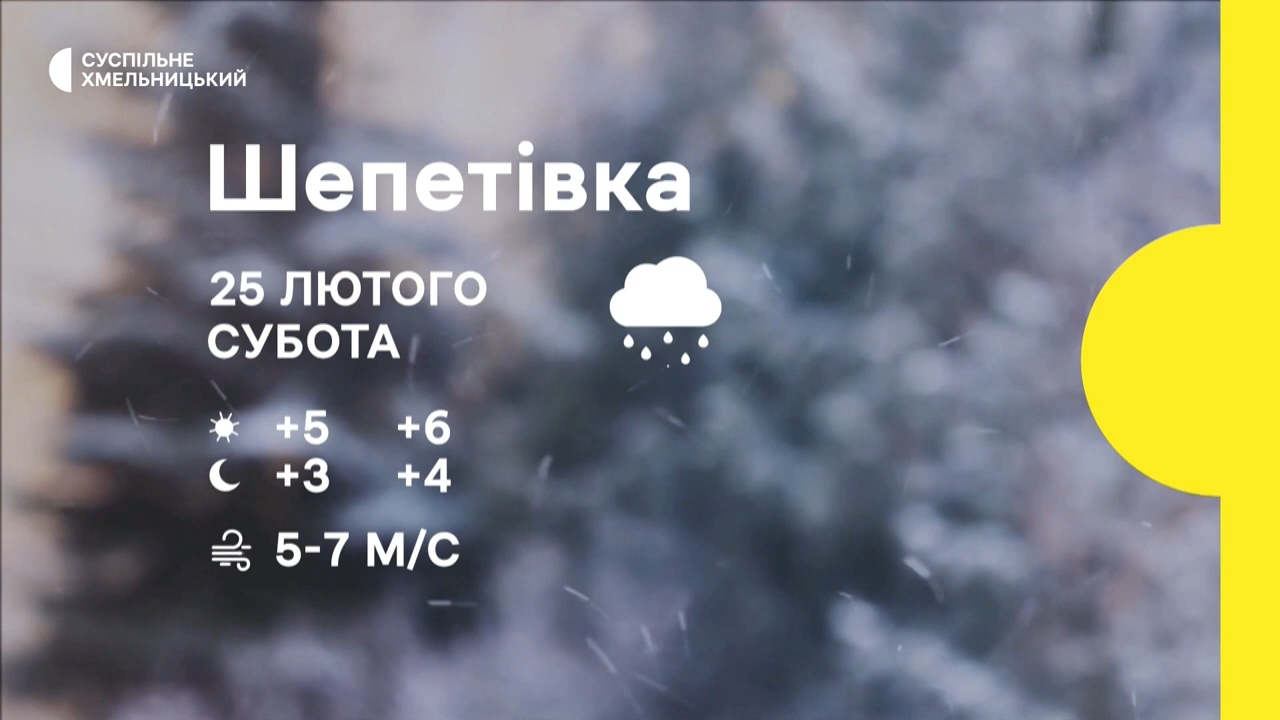 СУСПІЛЬНЕ
ХМЕЛЬНИЦЬКИЙ
Шепетівка
25 ЛЮТОГО
СУБОТА
+5 +6
+3 +4
5-7 М/С